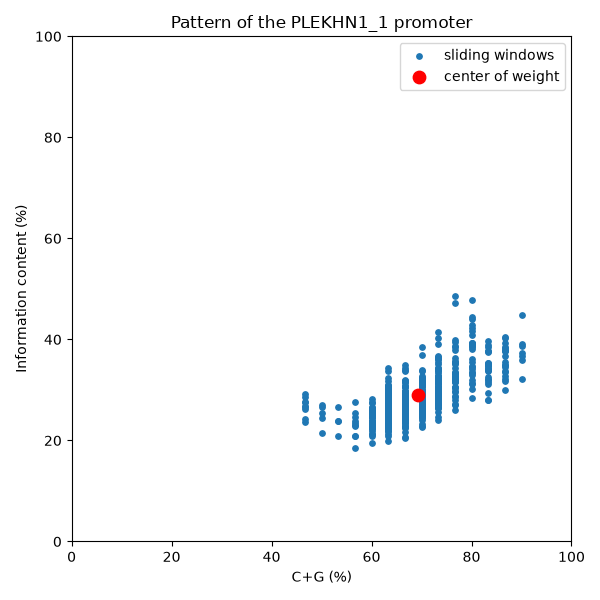 Pattern of the PLEKHN1_1 promoter
sliding windows
center of weight
Information content (%)
100
80
60
40
20
0
0 20 40 60 80 100
C+G (%)